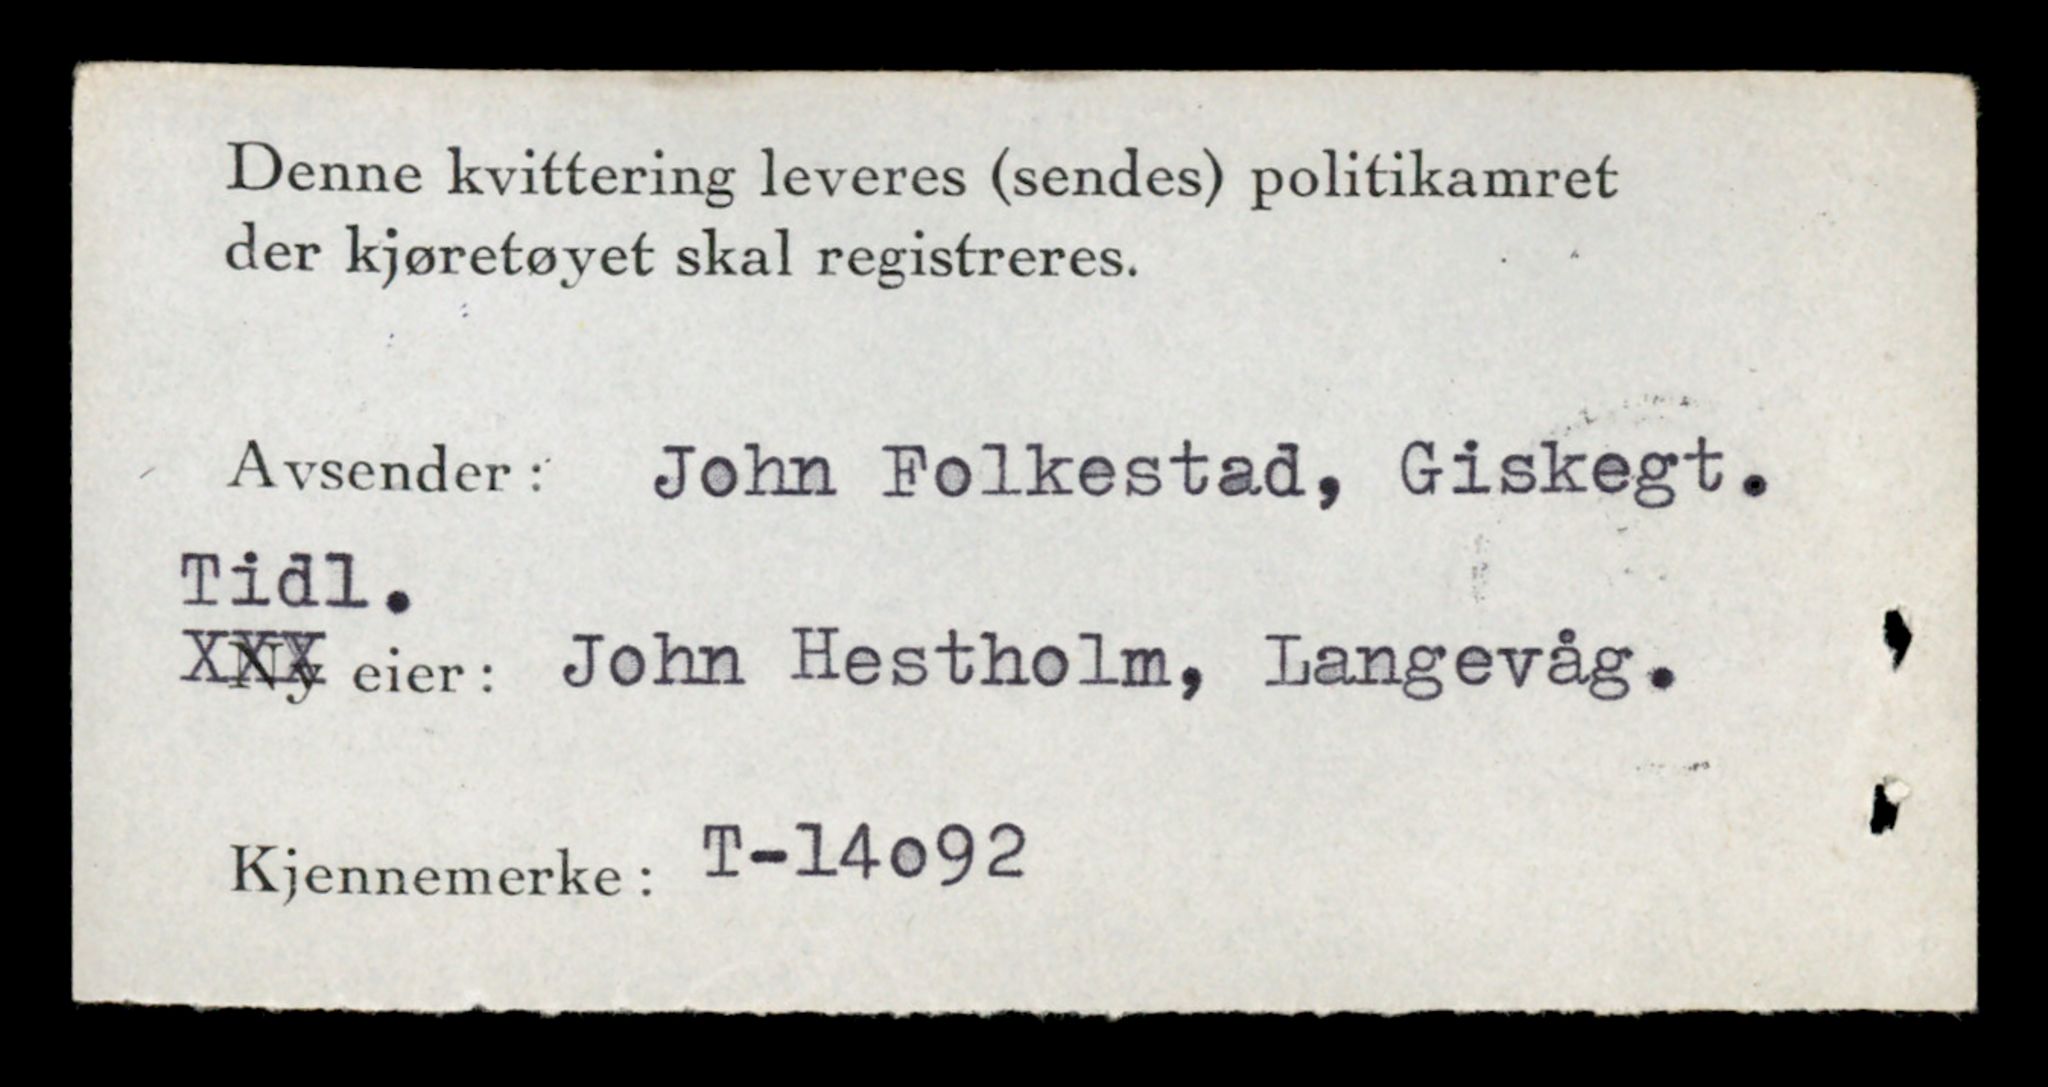 Denne kvittering leveres (sendes) politikamret
der kjøretøyet skal registreres.
Avsender: John Folkestad, Giskegt.
Tidl.
Ny eier: John Hestholm, Langevåg.
Kjennemerke: T-14o92